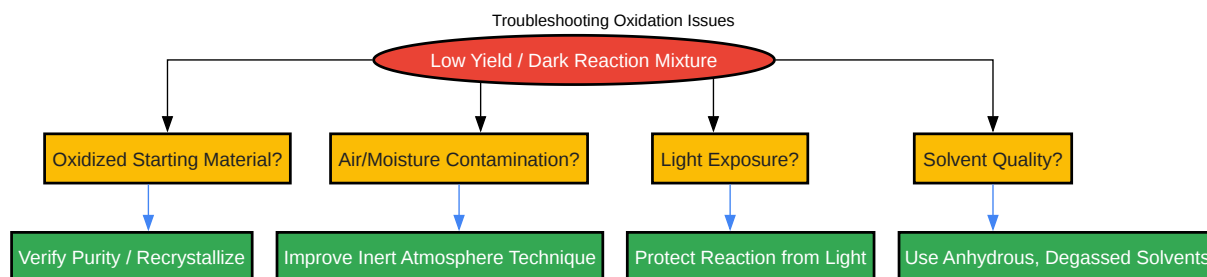 Troubleshooting Oxidation Issues
Low Yield / Dark Reaction Mixture
Oxidized Starting Material?
Air/Moisture Contamination?
Light Exposure?
Solvent Quality?
Verify Purity / Recrystallize
Improve Inert Atmosphere Technique
Protect Reaction from Light
Use Anhydrous, Degassed Solvents